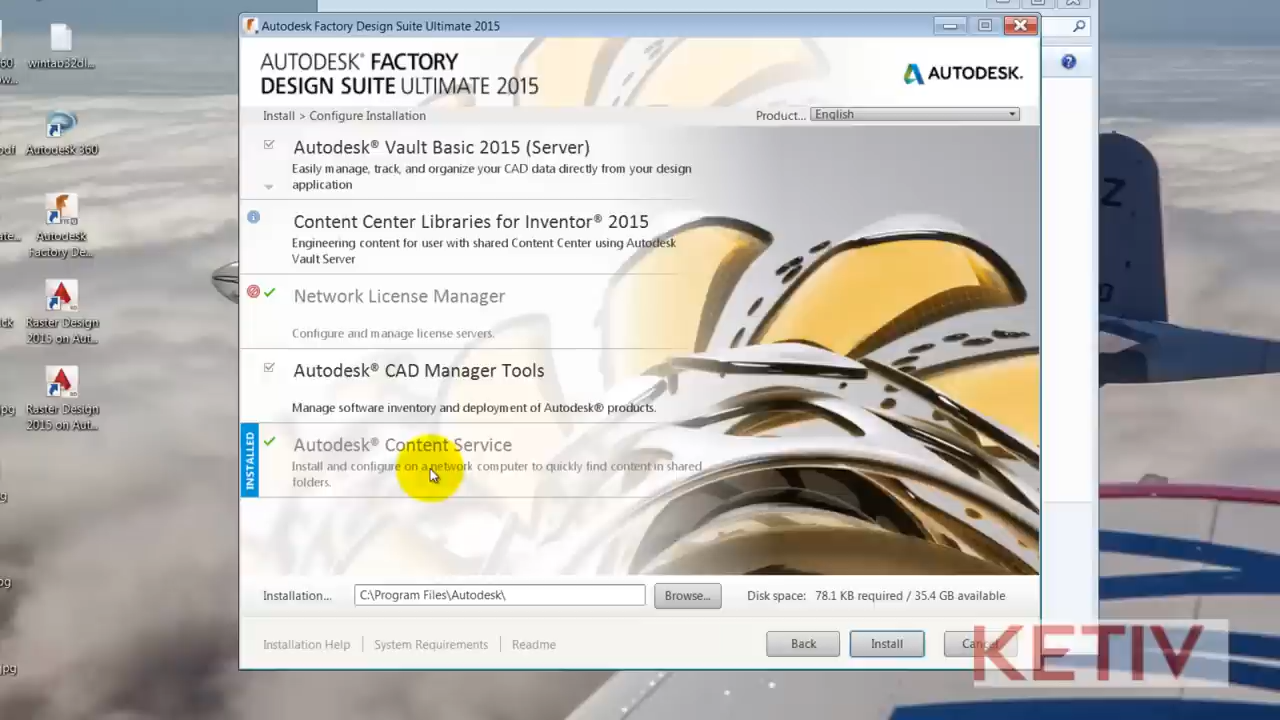 Autodesk Factory Design Suite Ultimate 2015
AUTODESK® FACTORY
DESIGN SUITE ULTIMATE 2015
AUTODESK.
Install > Configure Installation
Product... English
Autodesk® Vault Basic 2015 (Server)
Easily manage, track, and organize your CAD data directly from your design
application
Content Center Libraries for Inventor® 2015
Engineering content for user with shared Content Center using Autodesk
Vault Server
Network License Manager
Configure and manage license servers.
Autodesk® CAD Manager Tools
Manage software inventory and deployment of Autodesk® products.
INSTALLED
Autodesk® Content Service
Install and configure on a network computer to quickly find content in shared
folders.
Installation... C:\Program Files\Autodesk\ Browse... Disk space: 78.1 KB required / 35.4 GB available
Installation Help System Requirements Readme Back Install Cancel
KETIV
wintab32dl...
Autodesk 360
Autodesk
Factory De...
Raster Design
2015 on Aut...
Raster Design
2015 on Aut...
Z